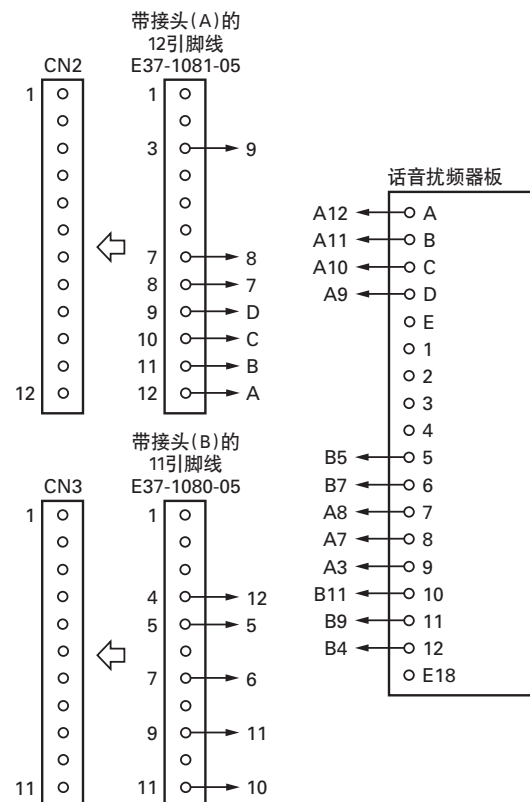 带接头(A)的
12引脚线
CN2 E37-1081-05
1 1
3 9
7 8
8 7
9 D
10 C
11 B
12 12 A
带接头(B)的
11引脚线
CN3 E37-1080-05
1 1
4 12
5 5
7 6
9 11
11 11 10
话音扰频器板
A12 A
A11 B
A10 C
A9 D
E
1
2
3
4
B5 5
B7 6
A8 7
A7 8
A3 9
B11 10
B9 11
B4 12
E18